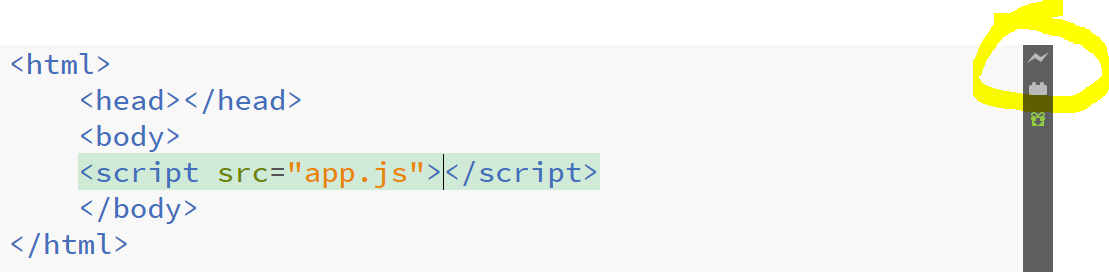 <html>
<head></head>
<body>
<script src="app.js"></script>
</body>
</html>